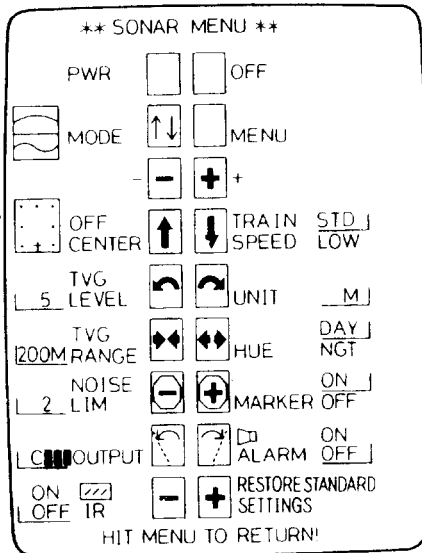 ** SONAR MENU **
PWR OFF
MODE MENU
- +
OFF CENTER TRAIN SPEED STD LOW
5 TVG LEVEL UNIT M
200M TVG RANGE HUE DAY NGT
2 NOISE LIM MARKER ON OFF
C OUTPUT ALARM ON OFF
ON OFF IR RESTORE STANDARD SETTINGS
HIT MENU TO RETURN!